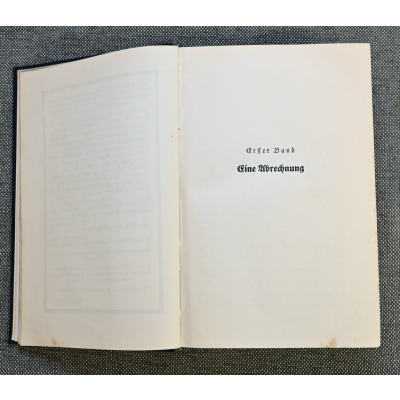 Erster Band
Eine Abrechnung